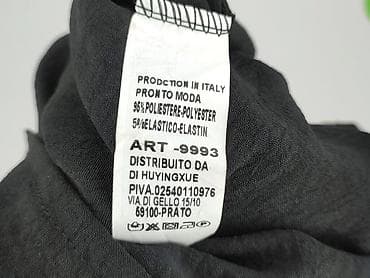 PRODCTION IN ITALY
PRONTO MODA
95%POLIESTERE-POLYESTER
5%ELASTICO-ELASTIN
ART -9993
DISTRIBUITO DA
DI HUYINGXUE
PIVA.02540110976
VIA DI GELLO 15/10
59100-PRATO